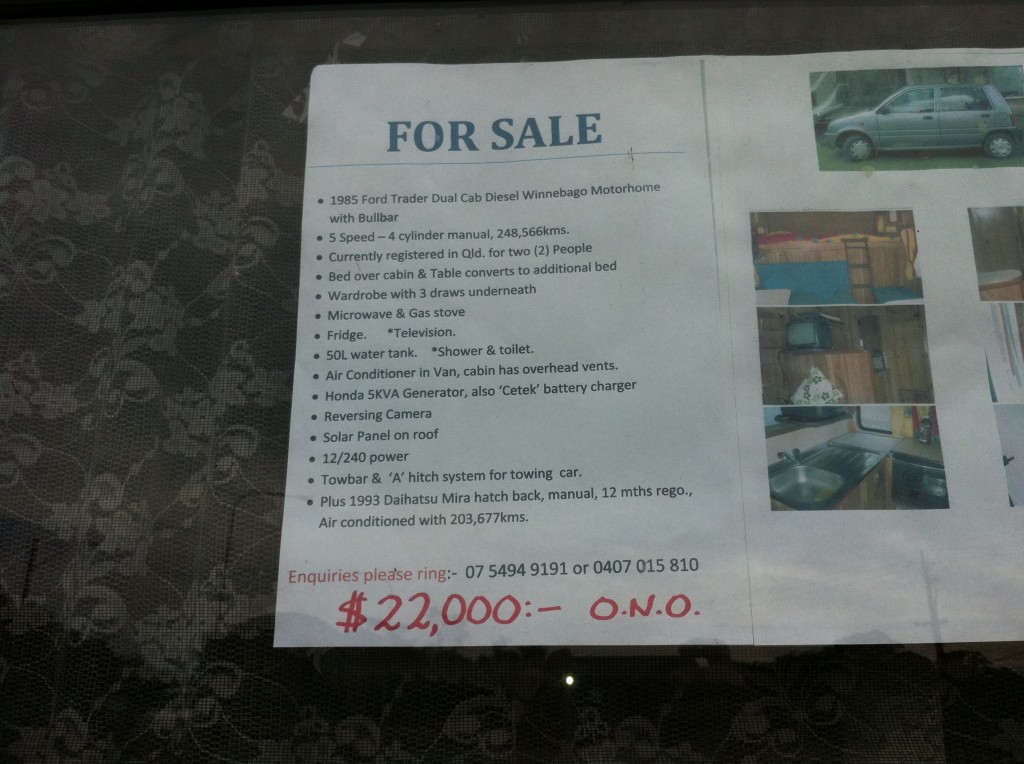 FOR SALE
• 1985 Ford Trader Dual Cab Diesel Winnebago Motorhome
with Bullbar
• 5 Speed – 4 cylinder manual, 248,566kms.
• Currently registered in Qld. for two (2) People
• Bed over cabin & Table converts to additional bed
• Wardrobe with 3 draws underneath
• Microwave & Gas stove
• Fridge. *Television.
• 50L water tank. *Shower & toilet.
• Air Conditioner in Van, cabin has overhead vents.
• Honda 5KVA Generator, also ‘Cetek’ battery charger
• Reversing Camera
• Solar Panel on roof
• 12/240 power
• Towbar & ‘A’ hitch system for towing car.
• Plus 1993 Daihatsu Mira hatch back, manual, 12 mths rego.,
Air conditioned with 203,677kms.
Enquiries please ring:- 07 5494 9191 or 0407 015 810
$22,000:- O.N.O.